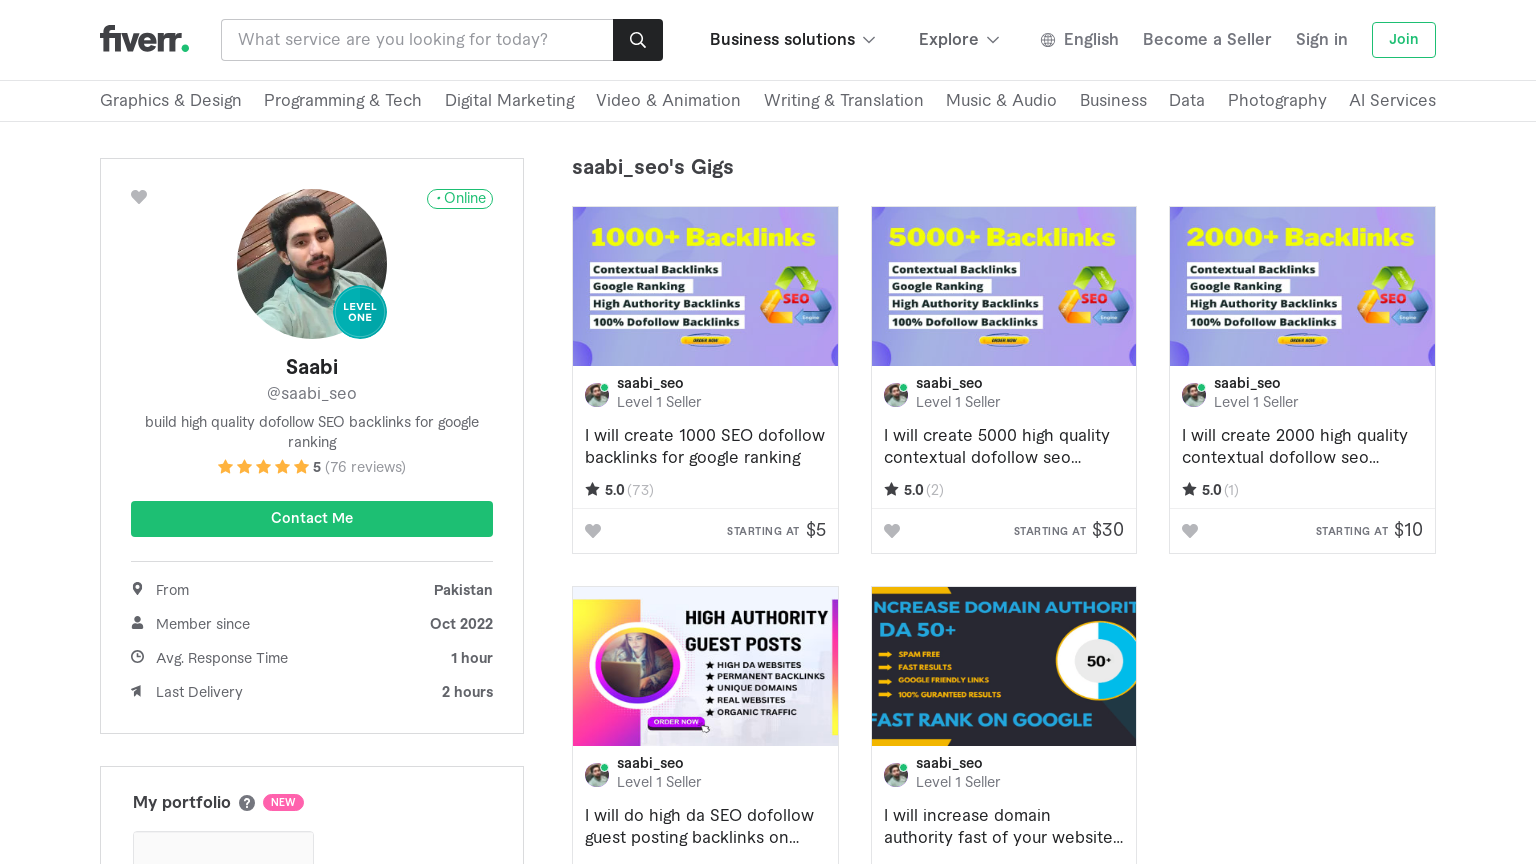 fiverr.
What service are you looking for today?
Business solutions
Explore
English
Become a Seller
Sign in
Join
Graphics & Design
Programming & Tech
Digital Marketing
Video & Animation
Writing & Translation
Music & Audio
Business
Data
Photography
AI Services
• Online
LEVEL
ONE
Saabi
@saabi_seo
build high quality dofollow SEO backlinks for google
ranking
5 (76 reviews)
Contact Me
From Pakistan
Member since Oct 2022
Avg. Response Time 1 hour
Last Delivery 2 hours
My portfolio ? NEW
saabi_seo's Gigs
1000+ Backlinks
Contextual Backlinks
Google Ranking
High Authority Backlinks
100% Dofollow Backlinks
SEO
Engine
ORDER NOW
saabi_seo
Level 1 Seller
I will create 1000 SEO dofollow
backlinks for google ranking
5.0 (73)
STARTING AT $5
5000+ Backlinks
Contextual Backlinks
Google Ranking
High Authority Backlinks
100% Dofollow Backlinks
SEO
Engine
ORDER NOW
saabi_seo
Level 1 Seller
I will create 5000 high quality
contextual dofollow seo...
5.0 (2)
STARTING AT $30
2000+ Backlinks
Contextual Backlinks
Google Ranking
High Authority Backlinks
100% Dofollow Backlinks
SEO
Engine
ORDER NOW
saabi_seo
Level 1 Seller
I will create 2000 high quality
contextual dofollow seo...
5.0 (1)
STARTING AT $10
HIGH AUTHORITY
GUEST POSTS
HIGH DA WEBSITES
PERMANENT BACKLINKS
UNIQUE DOMAINS
REAL WEBSITES
ORGANIC TRAFFIC
ORDER NOW
saabi_seo
Level 1 Seller
I will do high da SEO dofollow
guest posting backlinks on...
NCREASE DOMAIN AUTHORIT
DA 50+
SPAM FREE
FAST RESULTS
GOOGLE FRIENDLY LINKS
100% GURANTEED RESULTS
50+
FAST RANK ON GOOGLE
saabi_seo
Level 1 Seller
I will increase domain
authority fast of your website...